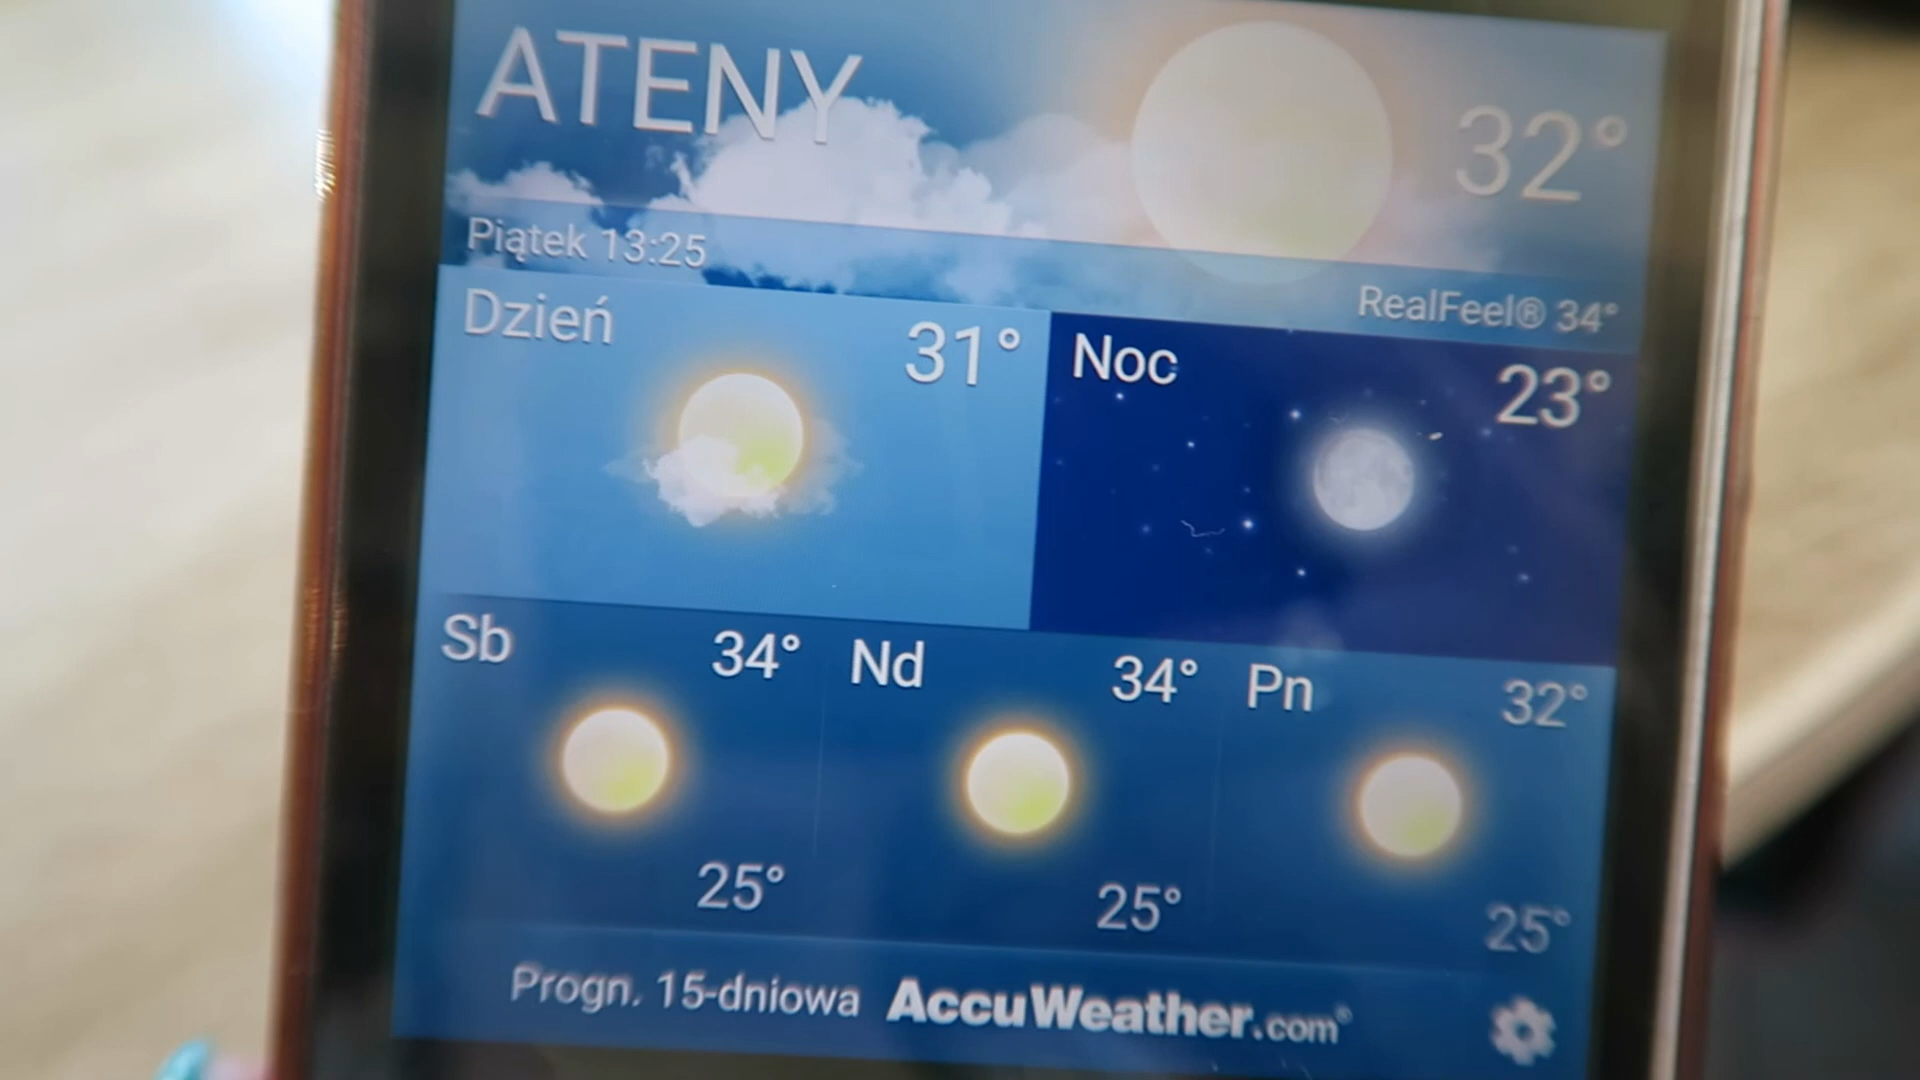 ATENY
32°
Piątek 13:25
RealFeel® 34°
Dzień 31°
Noc 23°
Sb 34° Nd 34° Pn 32°
25° 25° 25°
Progn. 15-dniowa AccuWeather.com®